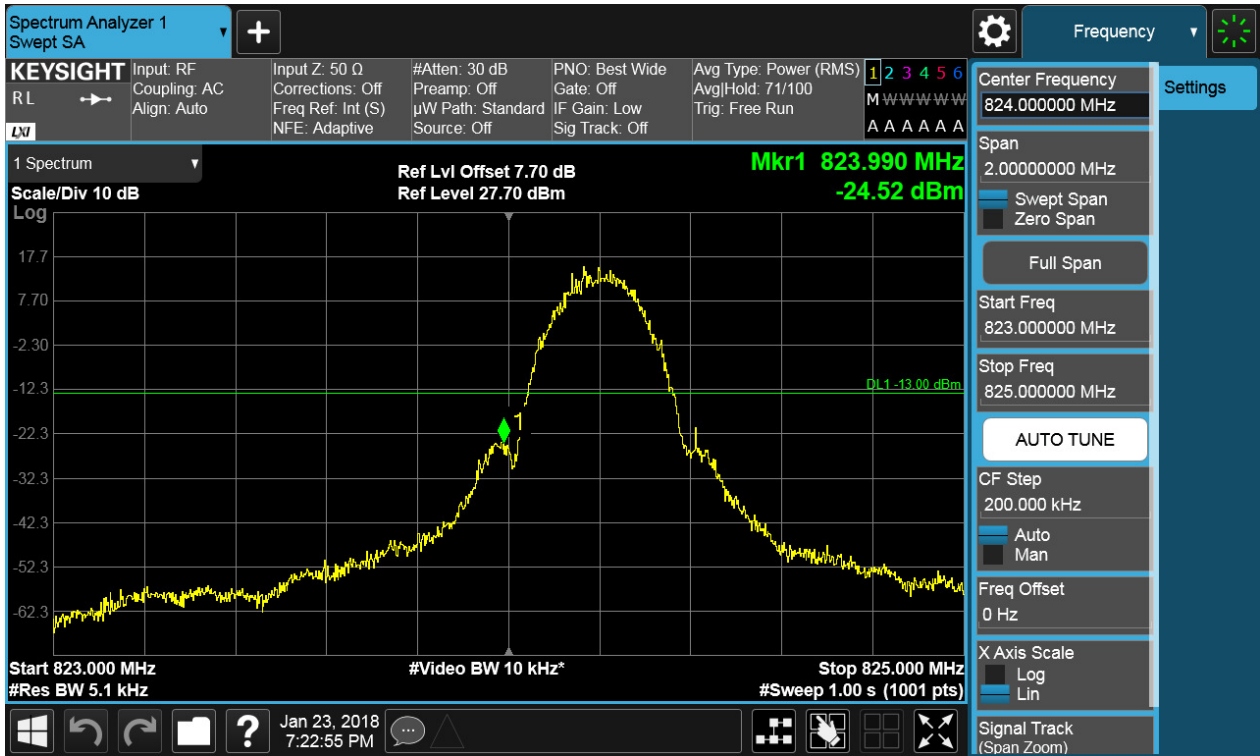 Spectrum Analyzer 1
Swept SA
+
Frequency
KEYSIGHT
RL
LXI
Input: RF
Coupling: AC
Align: Auto
Input Z: 50 Ω
Corrections: Off
Freq Ref: Int (S)
NFE: Adaptive
#Atten: 30 dB
Preamp: Off
µW Path: Standard
Source: Off
PNO: Best Wide
Gate: Off
IF Gain: Low
Sig Track: Off
Avg Type: Power (RMS)
Avg|Hold: 71/100
Trig: Free Run
1 2 3 4 5 6
M W W W W W
A A A A A A
Center Frequency
824.000000 MHz
Settings
Span
2.00000000 MHz
Swept Span
Zero Span
Full Span
Start Freq
823.000000 MHz
Stop Freq
825.000000 MHz
AUTO TUNE
CF Step
200.000 kHz
Auto
Man
Freq Offset
0 Hz
X Axis Scale
Log
Lin
Signal Track
(Span Zoom)
1 Spectrum
Scale/Div 10 dB
Log
Ref Lvl Offset 7.70 dB
Ref Level 27.70 dBm
Mkr1 823.990 MHz
-24.52 dBm
17.7
7.70
-2.30
-12.3
-22.3
-32.3
-42.3
-52.3
-62.3
DL1 -13.00 dBm
1
Start 823.000 MHz
#Res BW 5.1 kHz
#Video BW 10 kHz*
Stop 825.000 MHz
#Sweep 1.00 s (1001 pts)
?
Jan 23, 2018
7:22:55 PM